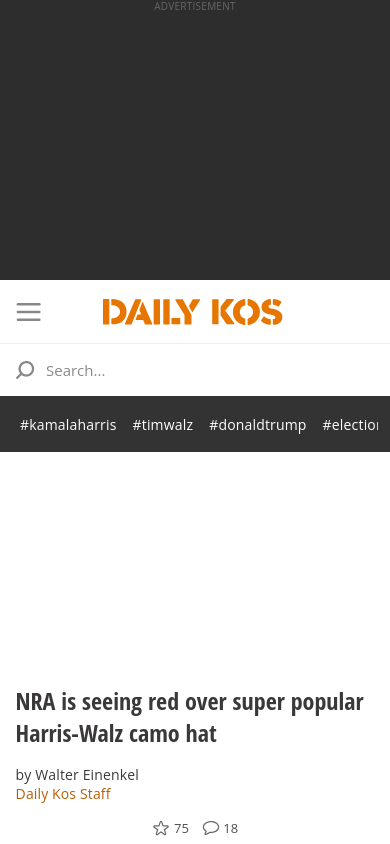 ADVERTISEMENT
DAILY KOS
Search...
#kamalaharris #timwalz #donaldtrump #election
NRA is seeing red over super popular
Harris-Walz camo hat
by Walter Einenkel
Daily Kos Staff
75 18